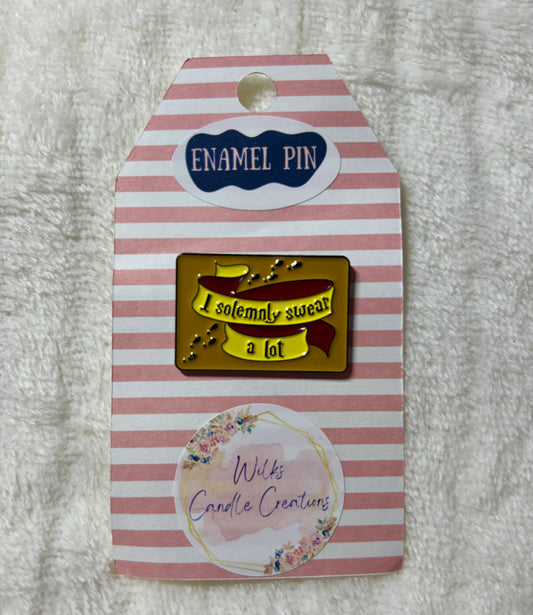 ENAMEL PIN
I solemnly swear
a lot
Wilks
Candle Creations